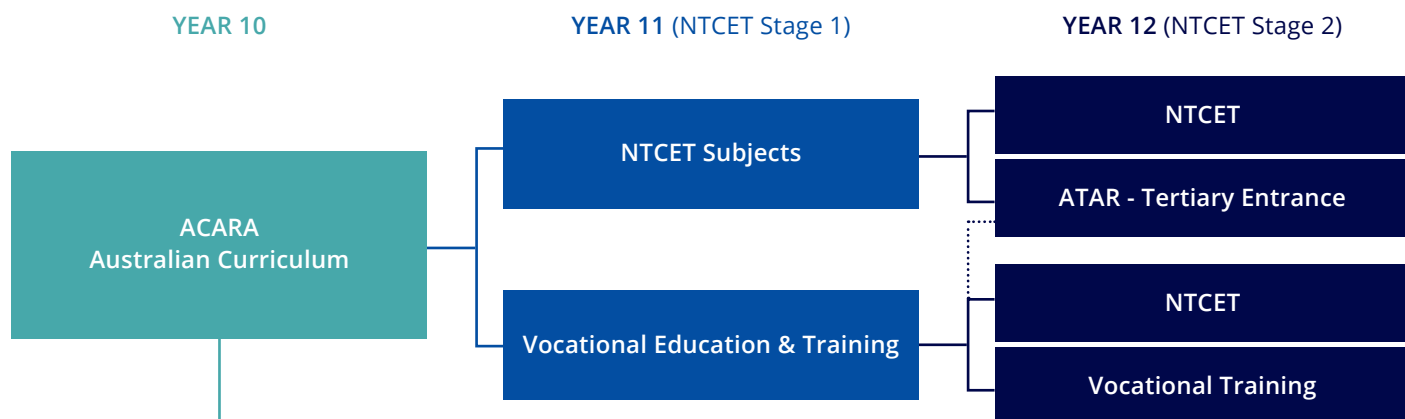 YEAR 10
YEAR 11 (NTCET Stage 1)
YEAR 12 (NTCET Stage 2)
ACARA
Australian Curriculum
NTCET Subjects
Vocational Education & Training
NTCET
ATAR - Tertiary Entrance
NTCET
Vocational Training